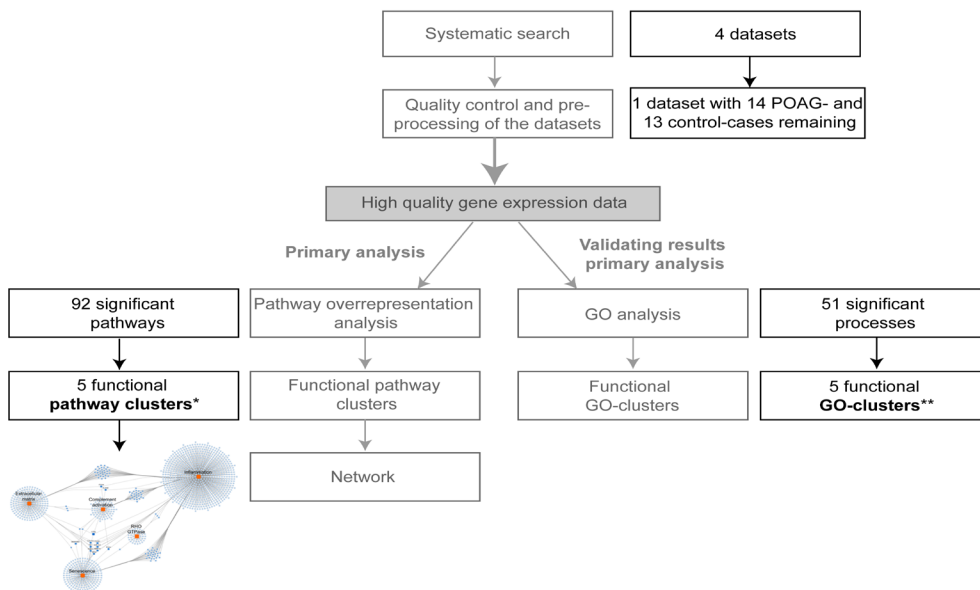 Systematic search
4 datasets
Quality control and pre-
processing of the datasets
1 dataset with 14 POAG- and
13 control-cases remaining
High quality gene expression data
Primary analysis
Validating results
primary analysis
92 significant
pathways
Pathway overrepresentation
analysis
GO analysis
51 significant
processes
5 functional
pathway clusters*
Functional pathway
clusters
Functional
GO-clusters
5 functional
GO-clusters**
Network
Inflammation
Extracellular
matrix
Complement
activation
RHO
GTPase
Senescence